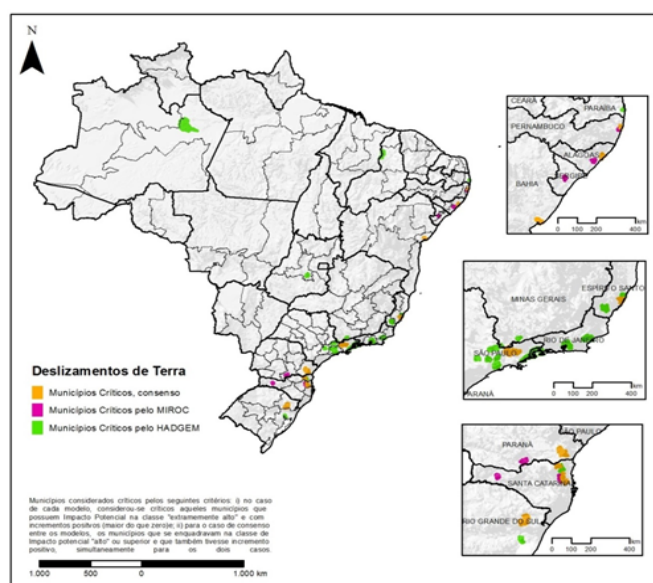 N
Deslizamentos de Terra
Municípios Críticos, consenso
Municípios Críticos pelo MIROC
Municípios Críticos pelo HADGEM
Municípios considerados críticos pelos seguintes critérios: i) no caso
de cada modelo, considerou-se críticos aqueles municípios que
possuem Impacto Potencial na classe "extramemente alto" e com
incrementos positivos (maior do que zero)e; ii) para o caso de consenso
entre os modelos, os municípios que se enquadravam na classe de
Impacto potencial "alto" ou superior e que também tivesse incremento
positivo, simultaneamente para os dois casos.
1.000 500 0 1.000 km
CEARÁ
PARAÍBA
PERNAMBUCO
ALAGOAS
SERGIPE
BAHIA
0 100 200 400
km
ESPÍRITO SANTO
MINAS GERAIS
RIO DE JANEIRO
SÃO PAULO
PARANÁ
0 100 200 400
km
SÃO PAULO
PARANÁ
SANTA CATARINA
RIO GRANDE DO SUL
0 100 200 400
km